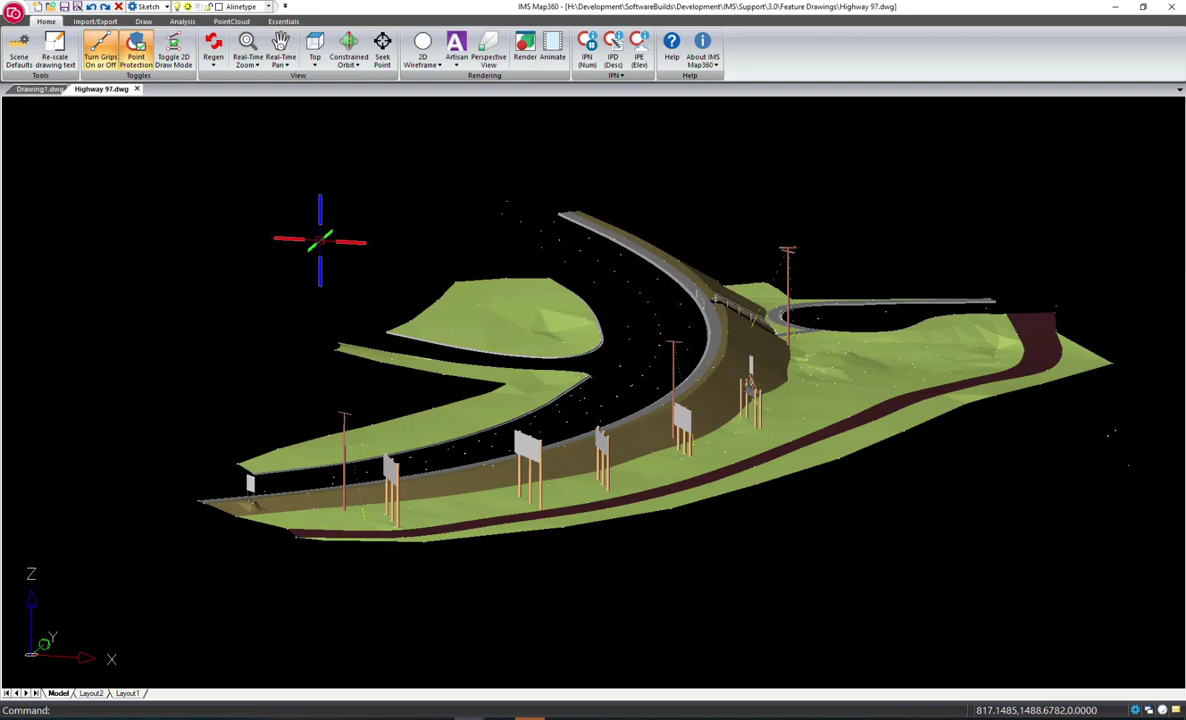 Sketch
Alinetype
IMS Map360 - [H:\Development\SoftwareBuilds\Development\IMS\Support\3.0\Feature Drawings\Highway 97.dwg]
Home Import/Export Draw Analysis PointCloud Essentials
Scene Defaults
Re-scale drawing text
Tools
Turn Grips On or Off
Point Protection
Toggle 2D Draw Mode
Toggles
Regen
Real-Time Zoom
Real-Time Pan
Top
Constrained Orbit
Seek Point
View
2D Wireframe
Artisan
Perspective View
Render
Animate
Rendering
IPN (Num)
IPD (Desc)
IPE (Elev)
IPN
Help
About IMS Map360
Help
Drawing1.dwg Highway 97.dwg
Z
Y
X
Model Layout2 Layout1
Command:
817.1485,1488.6782,0.0000